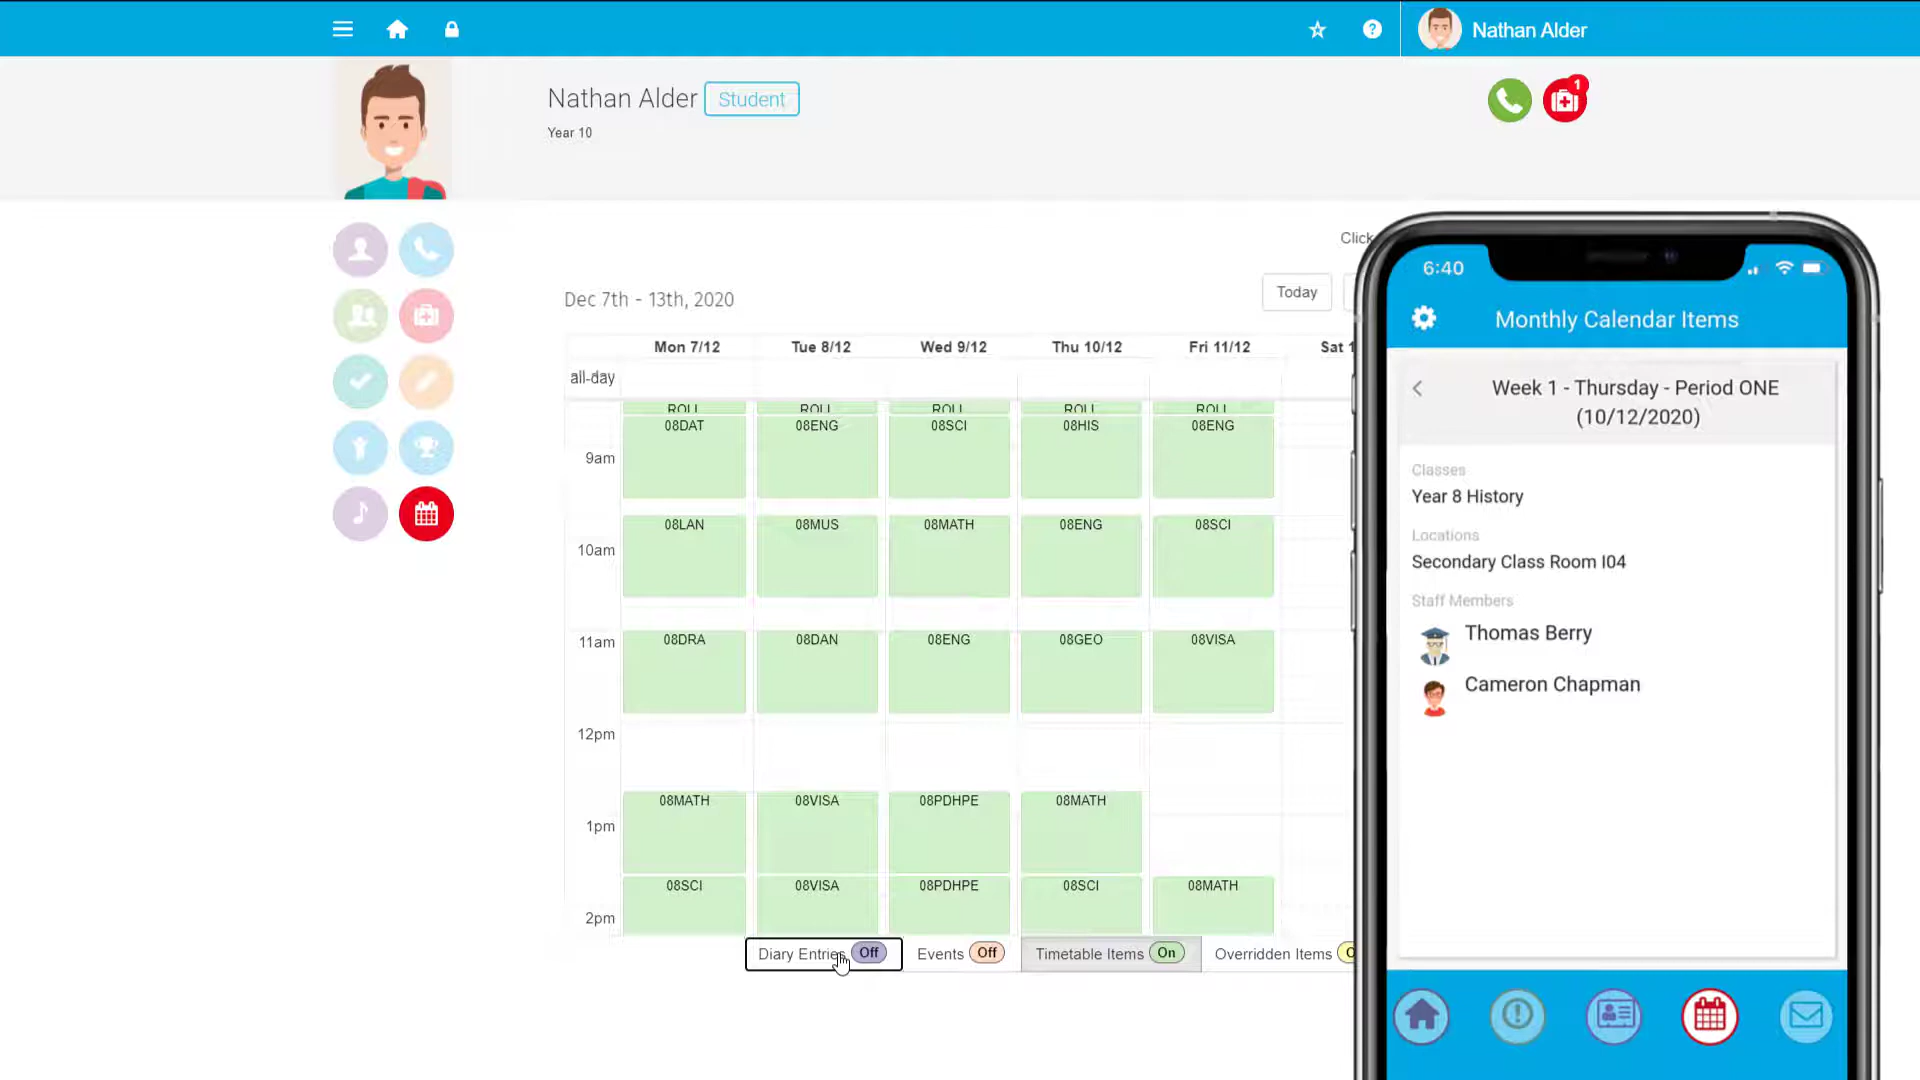 Nathan Alder
Nathan Alder Student
Year 10
1
Click
Dec 7th - 13th, 2020
Today
Mon 7/12 Tue 8/12 Wed 9/12 Thu 10/12 Fri 11/12 Sat 1
all-day
ROLL ROLL ROLL ROLL ROLL
08DAT 08ENG 08SCI 08HIS 08ENG
9am
08LAN 08MUS 08MATH 08ENG 08SCI
10am
08DRA 08DAN 08ENG 08GEO 08VISA
11am
12pm
08MATH 08VISA 08PDHPE 08MATH
1pm
08SCI 08VISA 08PDHPE 08SCI 08MATH
2pm
Diary Entries Off Events Off Timetable Items On Overridden Items
6:40
Monthly Calendar Items
Week 1 - Thursday - Period ONE
(10/12/2020)
Classes
Year 8 History
Locations
Secondary Class Room I04
Staff Members
Thomas Berry
Cameron Chapman